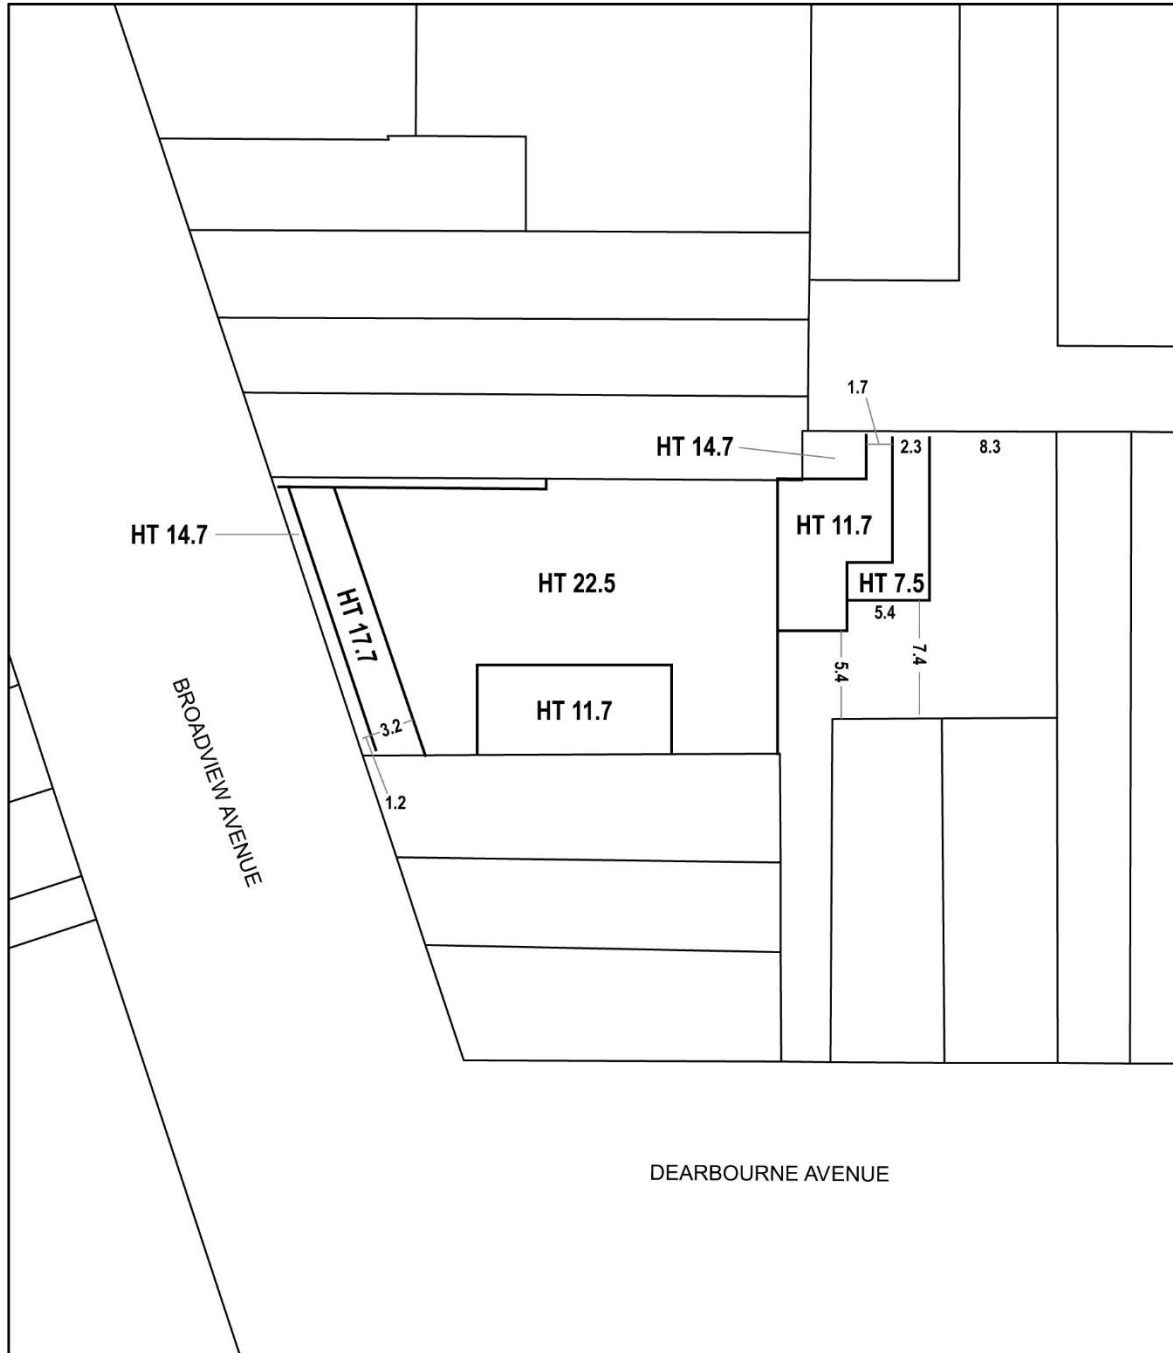 1.7
HT 14.7
2.3
8.3
HT 14.7
HT 11.7
HT 22.5
HT 7.5
5.4
HT 17.7
7.4
5.4
HT 11.7
3.2
1.2
BROADVIEW AVENUE
DEARBOURNE AVENUE